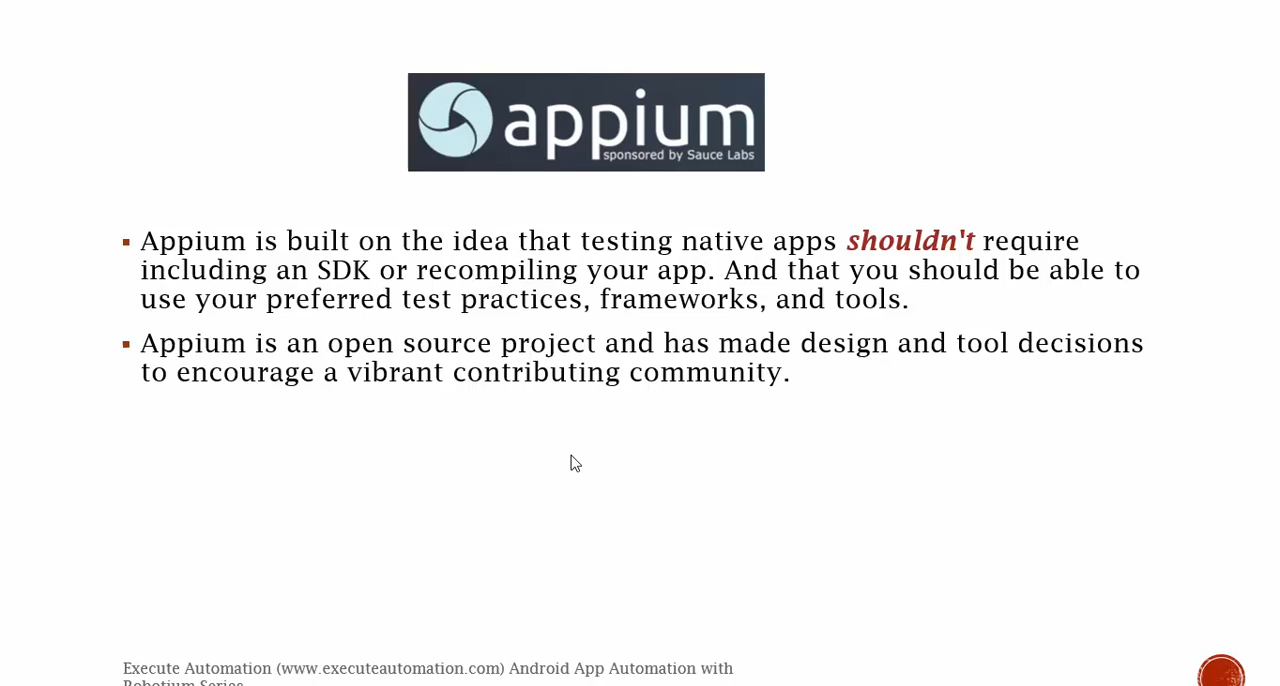 appium
sponsored by Sauce Labs
Appium is built on the idea that testing native apps shouldn't require
including an SDK or recompiling your app. And that you should be able to
use your preferred test practices, frameworks, and tools.
Appium is an open source project and has made design and tool decisions
to encourage a vibrant contributing community.
Execute Automation (www.executeautomation.com) Android App Automation with
Robotium Series